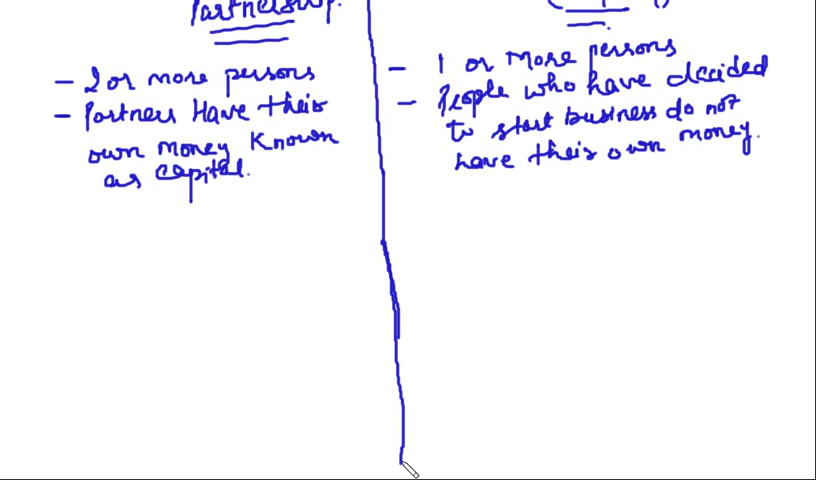 Partnership.
- 2 or more persons
- Partners Have their
own money known
as capital.
- 1 or more persons
- People who have decided
to start business do not
have their own money.